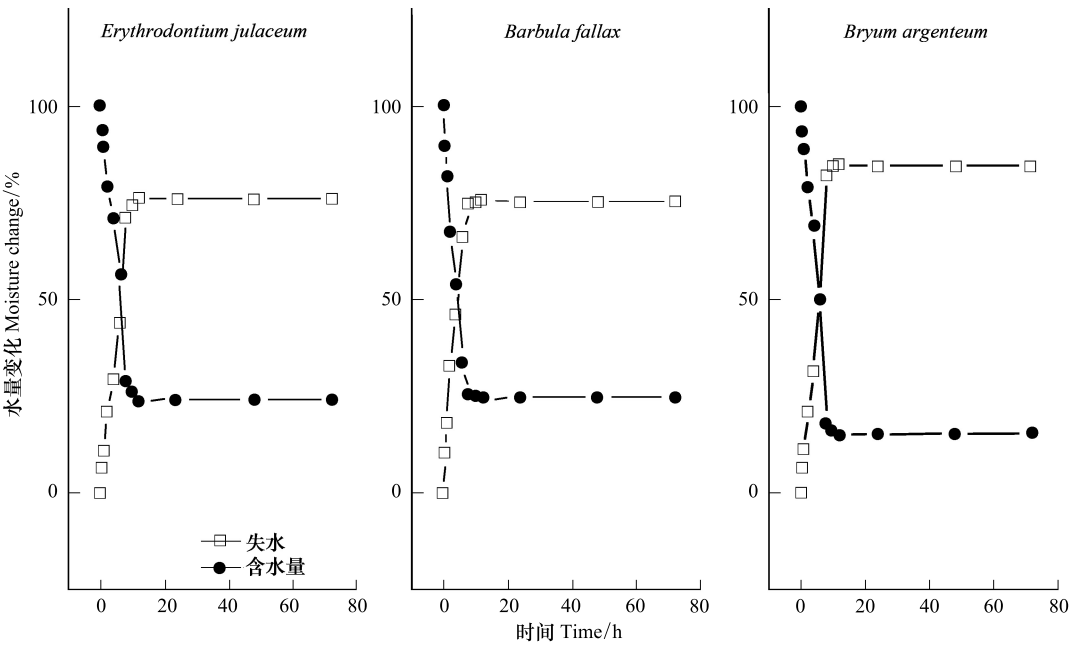 Erythrodontium julaceum
Barbula fallax
Bryum argenteum
水量变化 Moisture change/%
100
50
0
100
50
0
100
50
0
失水
含水量
0 20 40 60 80
0 20 40 60 80
0 20 40 60 80
时间 Time/h